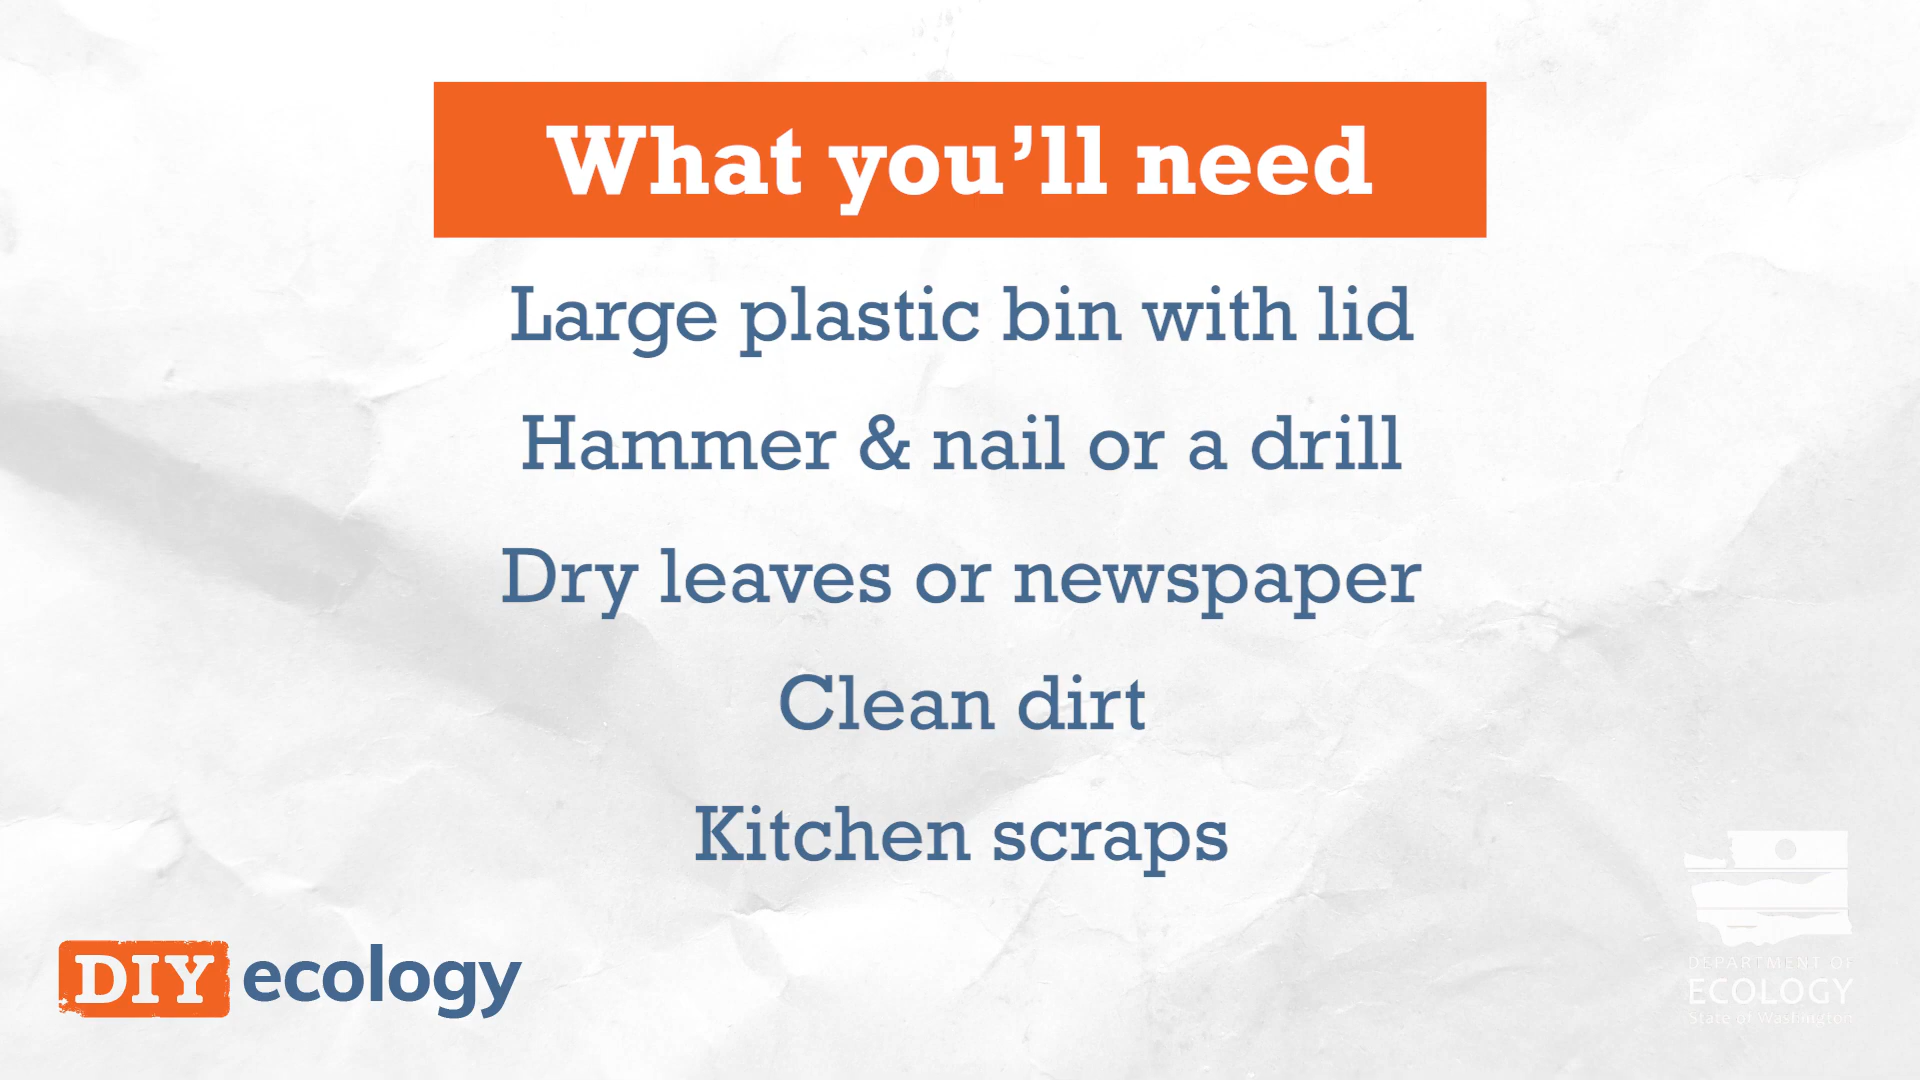 What you’ll need
Large plastic bin with lid
Hammer & nail or a drill
Dry leaves or newspaper
Clean dirt
Kitchen scraps
DIY ecology
DEPARTMENT OF
ECOLOGY
State of Washington